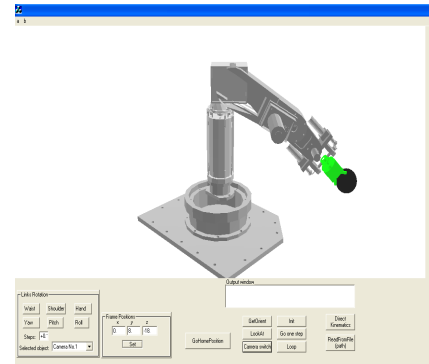 a b
Output window
Links Rotation
Waist Shoulder Hand
Yaw Pitch Roll
Steps: +6
Selected object: Camera No.1
Frame Positions
x y z
0 8 -18
Set
GoHomePosition
GetOrient Init
LookAt Go one step
Camera switch Loop
Direct
Kinematics
ReadFromFile
(path)